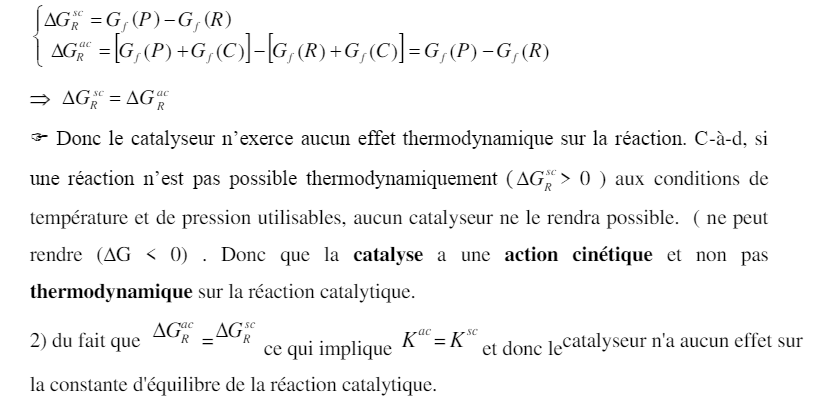 ΔG_R^sc = G_f(P) − G_f(R)
ΔG_R^ac = [G_f(P) + G_f(C)] − [G_f(R) + G_f(C)] = G_f(P) − G_f(R)
⇒ ΔG_R^sc = ΔG_R^ac
☞ Donc le catalyseur n’exerce aucun effet thermodynamique sur la réaction. C-à-d, si
une réaction n’est pas possible thermodynamiquement ( ΔG_R^sc > 0 ) aux conditions de
température et de pression utilisables, aucun catalyseur ne le rendra possible. ( ne peut
rendre (ΔG < 0) . Donc que la catalyse a une action cinétique et non pas
thermodynamique sur la réaction catalytique.
2) du fait que ΔG_R^ac = ΔG_R^sc ce qui implique K^ac = K^sc et donc le catalyseur n'a aucun effet sur
la constante d'équilibre de la réaction catalytique.